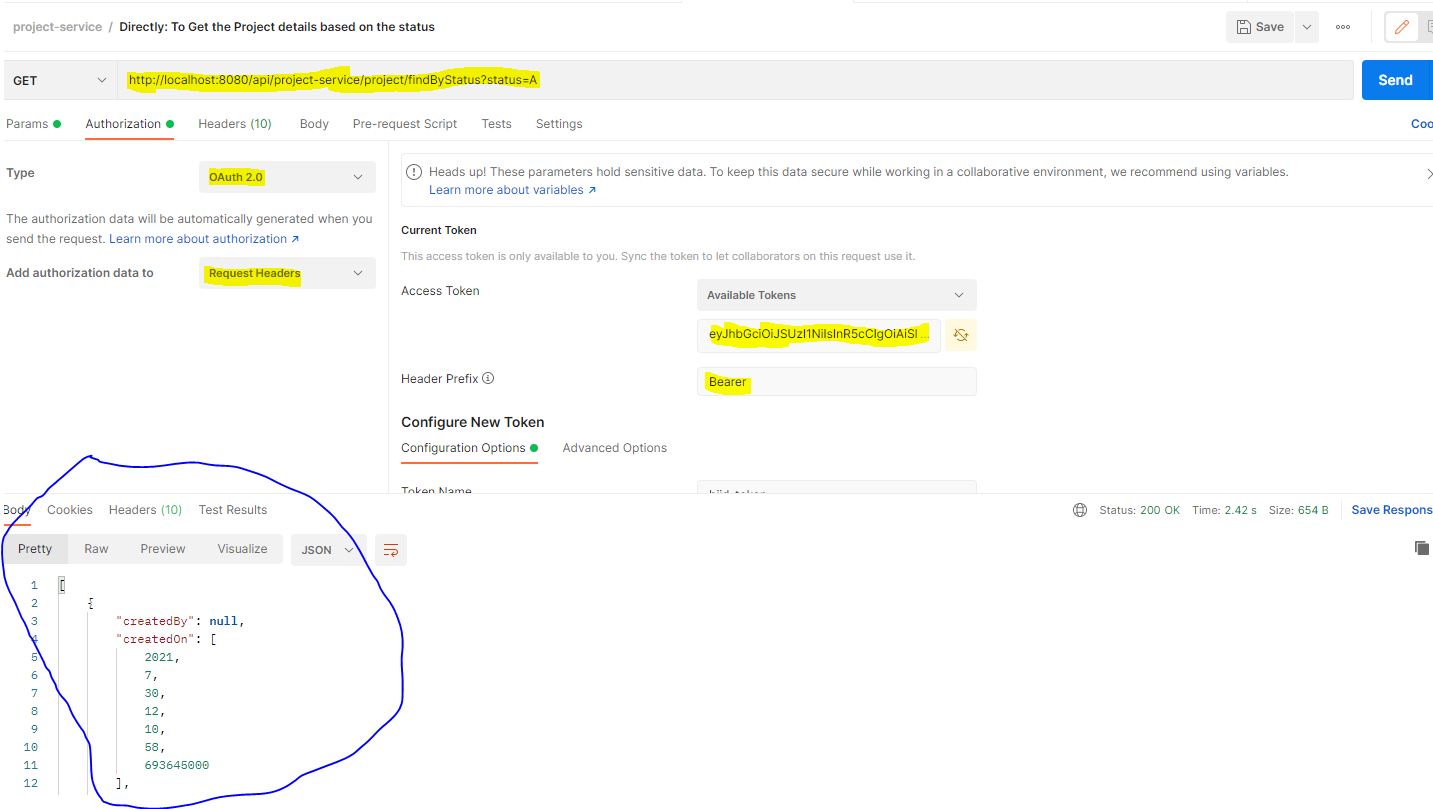 project-service / Directly: To Get the Project details based on the status
Save
GET http://localhost:8080/api/project-service/project/findByStatus?status=A
Send
Params Authorization Headers (10) Body Pre-request Script Tests Settings
Type OAuth 2.0
Heads up! These parameters hold sensitive data. To keep this data secure while working in a collaborative environment, we recommend using variables.
Learn more about variables ↗
The authorization data will be automatically generated when you
send the request. Learn more about authorization ↗
Add authorization data to Request Headers
Current Token
This access token is only available to you. Sync the token to let collaborators on this request use it.
Access Token Available Tokens
Header Prefix Bearer
Configure New Token
Configuration Options Advanced Options
Token Name
Body Cookies Headers (10) Test Results
Status: 200 OK Time: 2.42 s Size: 654 B Save Respons
Pretty Raw Preview Visualize JSON
1 [
2 {
3 "createdBy": null,
4 "createdOn": [
5 2021,
6 7,
7 30,
8 12,
9 10,
10 58,
11 693645000
12 ],